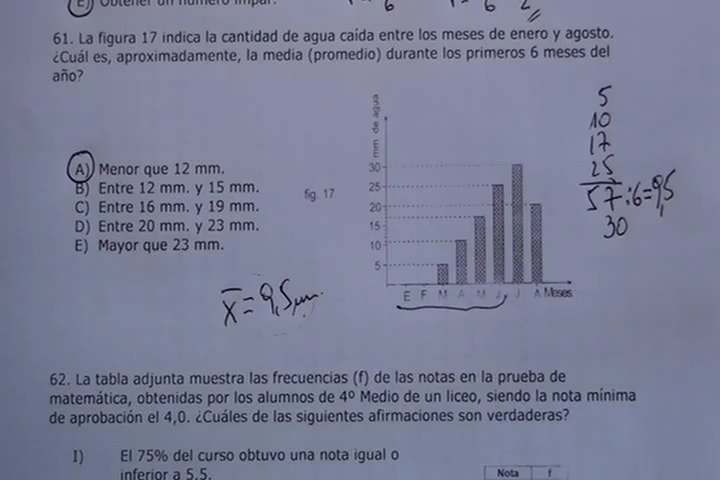 E) Obtener un número impar.
61. La figura 17 indica la cantidad de agua caída entre los meses de enero y agosto.
¿Cuál es, aproximadamente, la media (promedio) durante los primeros 6 meses del
año?
A) Menor que 12 mm.
B) Entre 12 mm. y 15 mm.
C) Entre 16 mm. y 19 mm.
D) Entre 20 mm. y 23 mm.
E) Mayor que 23 mm.
fig. 17
mm de agua
30
25
20
15
10
5
E F M A M J J A Meses
5
10
17
25
57:6=9,5
30
x̄=9,5mm
62. La tabla adjunta muestra las frecuencias (f) de las notas en la prueba de
matemática, obtenidas por los alumnos de 4º Medio de un liceo, siendo la nota mínima
de aprobación el 4,0. ¿Cuáles de las siguientes afirmaciones son verdaderas?
I) El 75% del curso obtuvo una nota igual o
inferior a 5,5.
Nota f